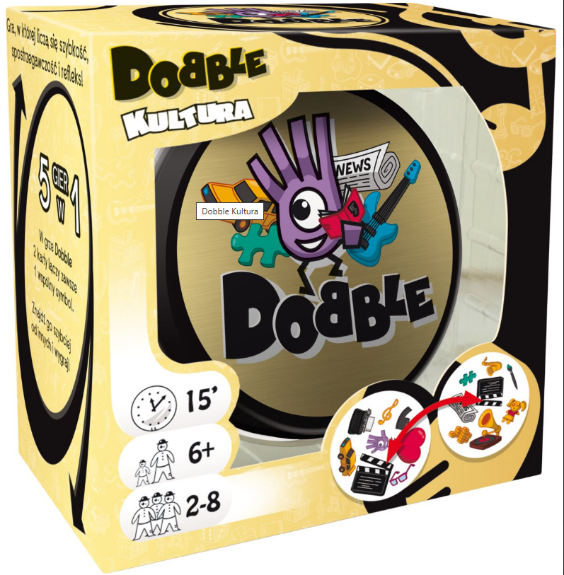 Gra, w której liczą się szybkość,
spostrzegawczość i refleks!
DOBBLE
KULTURA
5 GIER W 1
W grze Dobble
2 karty łączy zawsze
1 wspólny symbol.
Znajdź go szybciej
od innych i wygraj!
NEWS
Dobble Kultura
DOBBLE
15'
6+
2-8